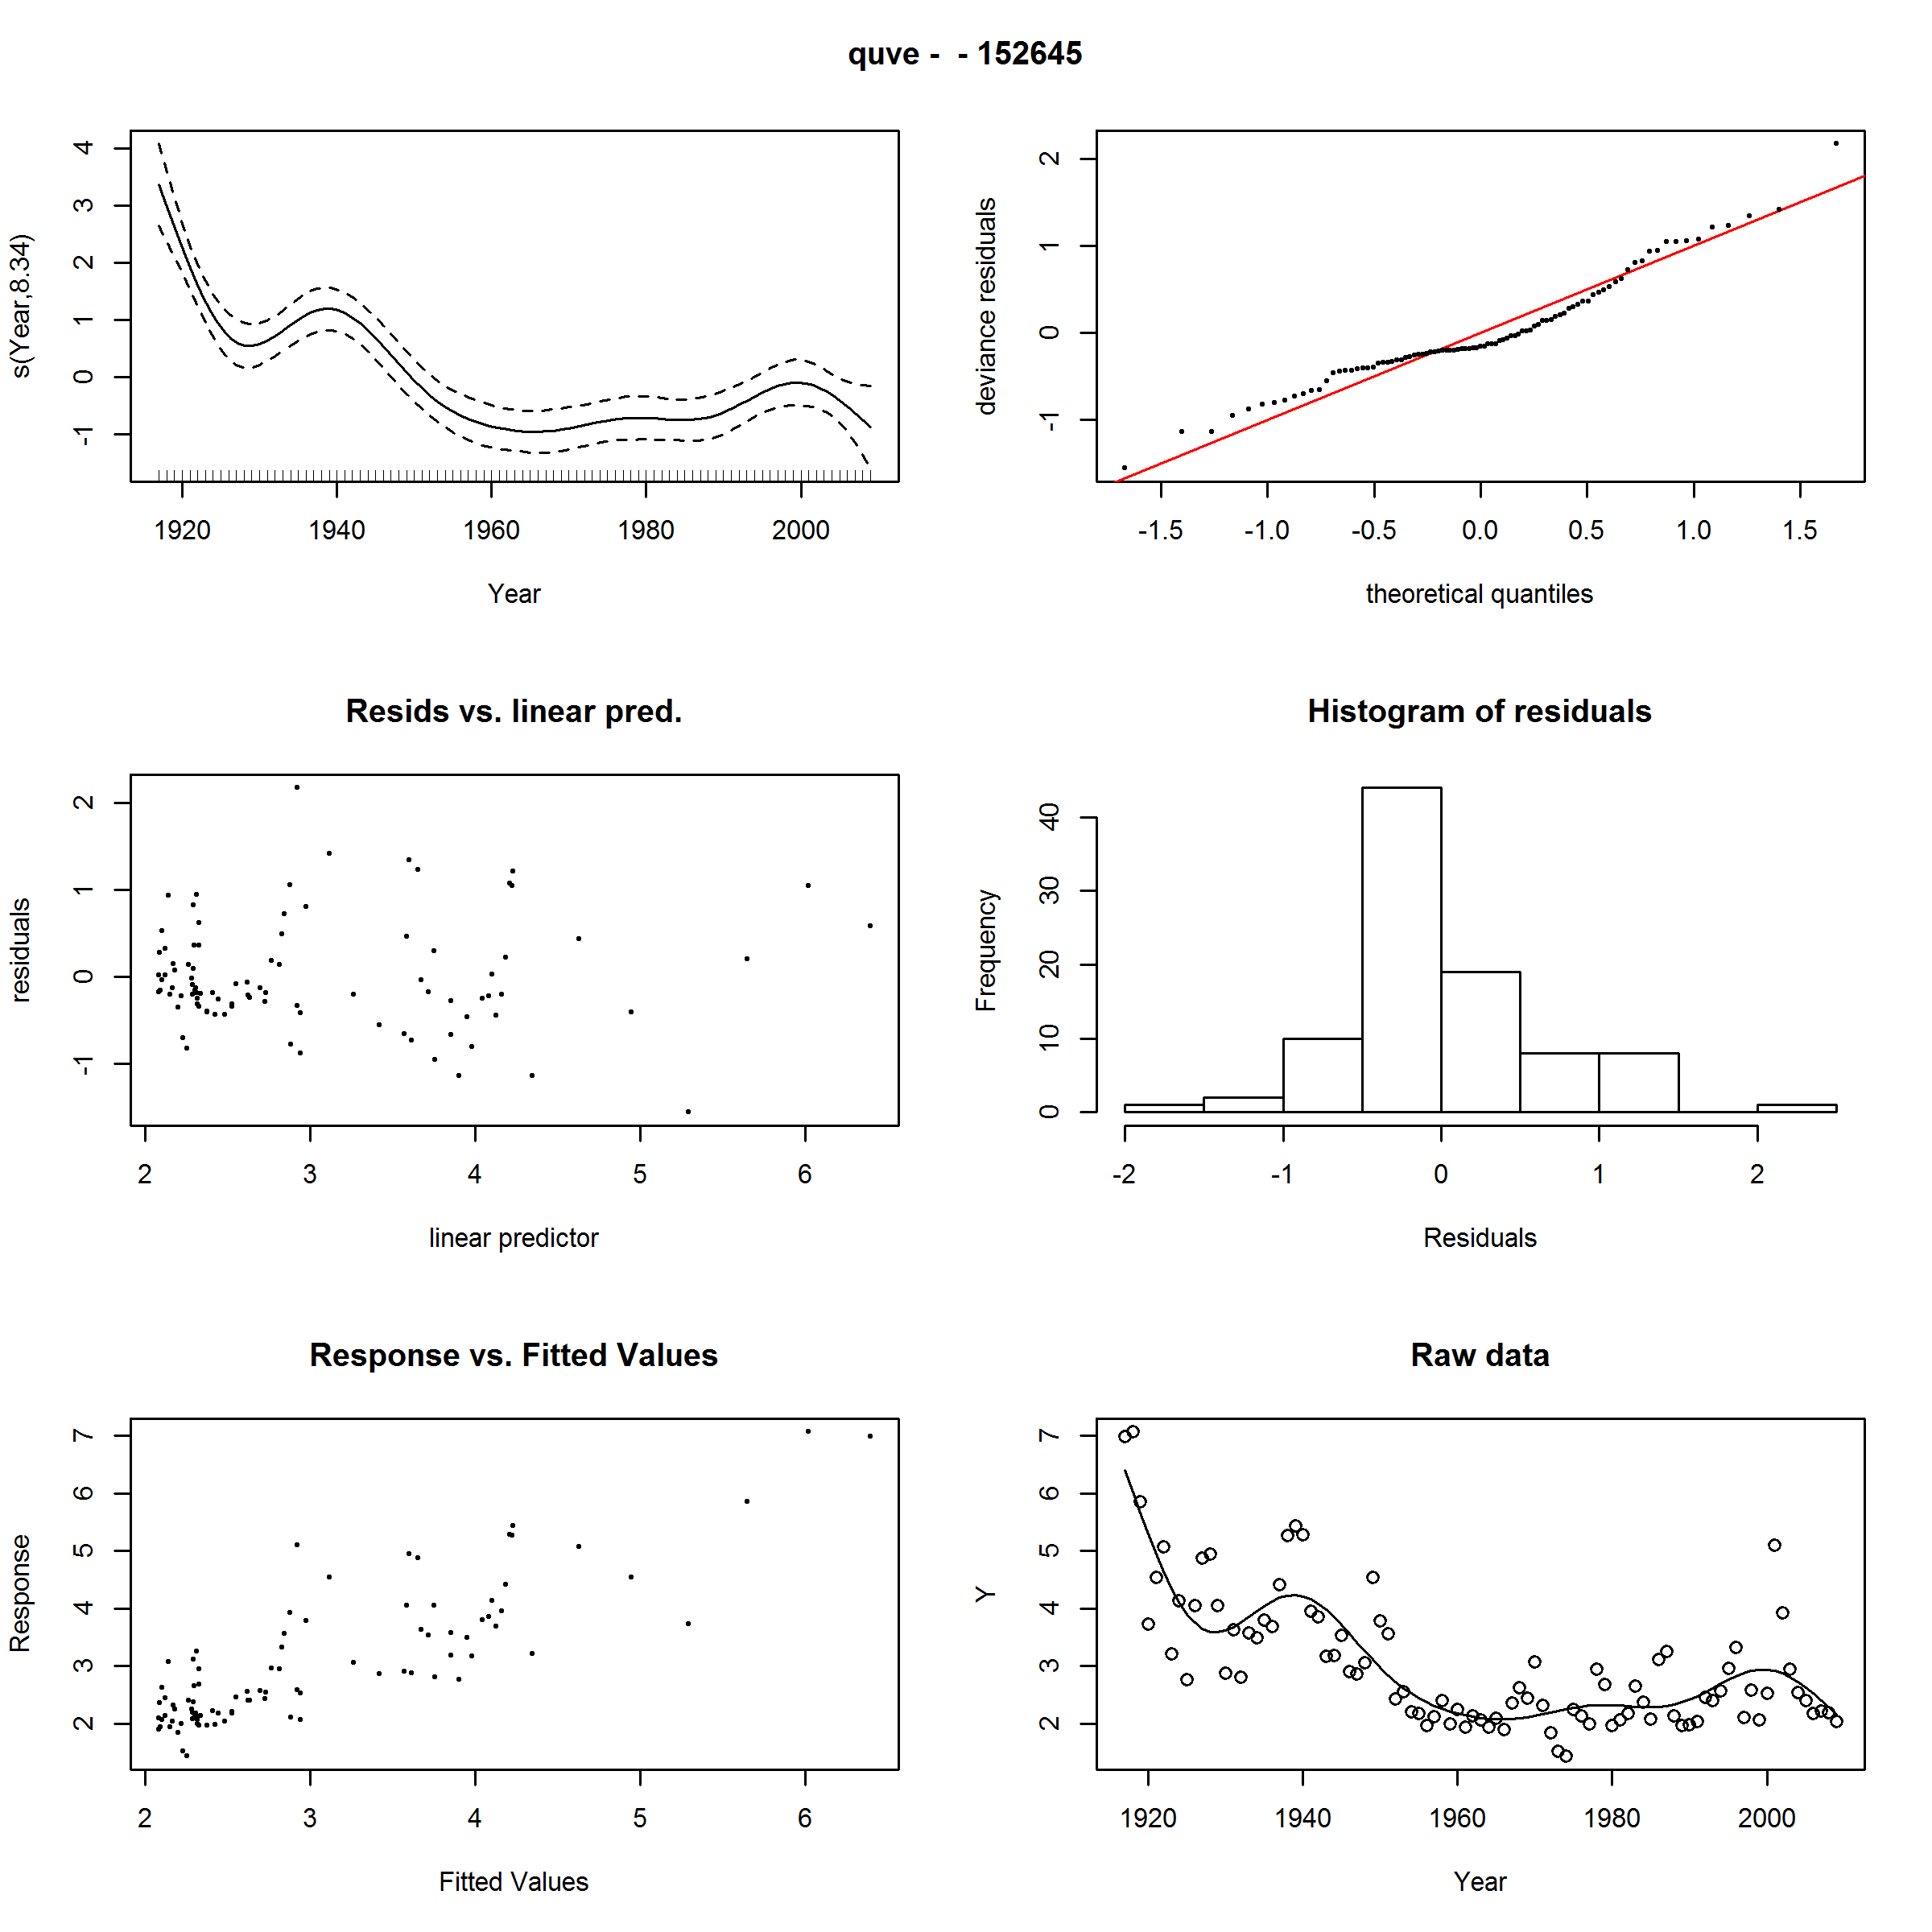 quve -  - 152645
s(Year,8.34)
4
3
2
1
0
-1
1920 1940 1960 1980 2000
Year
deviance residuals
2
1
0
-1
-1.5 -1.0 -0.5 0.0 0.5 1.0 1.5
theoretical quantiles
Resids vs. linear pred.
residuals
2
1
0
-1
2 3 4 5 6
linear predictor
Histogram of residuals
Frequency
40
30
20
10
0
-2 -1 0 1 2
Residuals
Response vs. Fitted Values
Response
7
6
5
4
3
2
2 3 4 5 6
Fitted Values
Raw data
Y
7
6
5
4
3
2
1920 1940 1960 1980 2000
Year